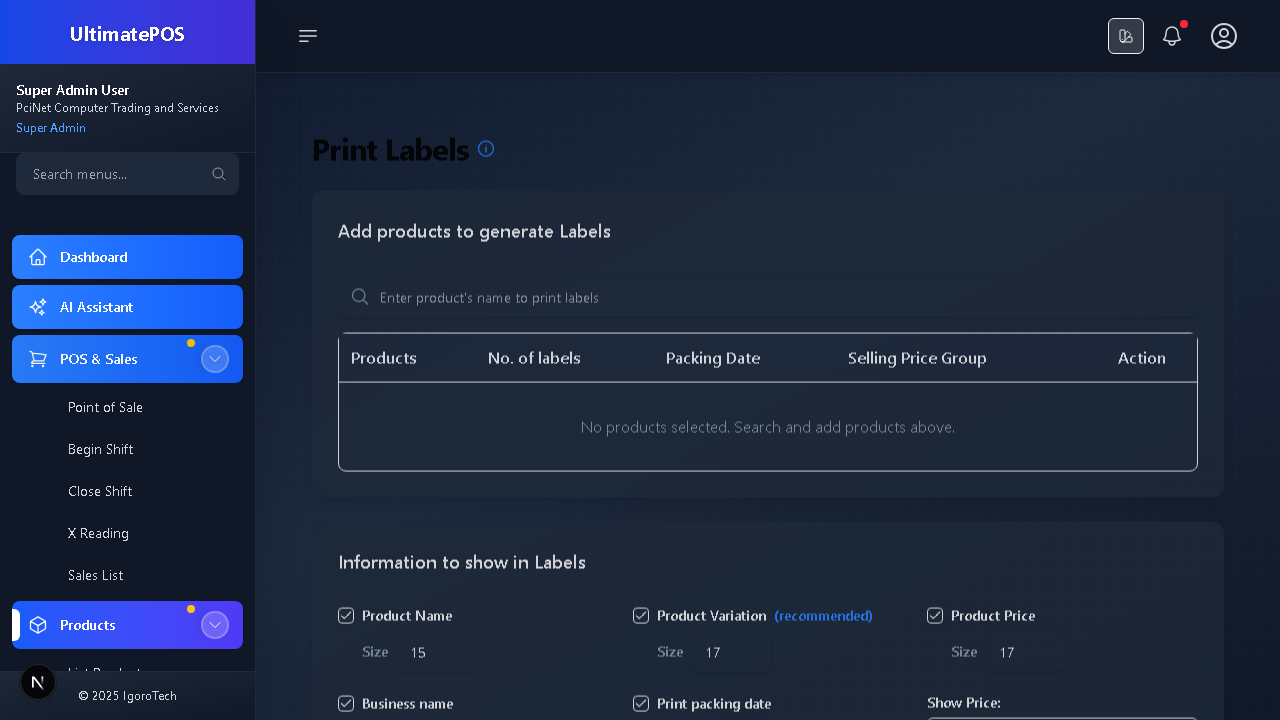 UltimatePOS
Super Admin User
PciNet Computer Trading and Services
Super Admin
Search menus...
Dashboard
AI Assistant
POS & Sales
Point of Sale
Begin Shift
Close Shift
X Reading
Sales List
Products
N
© 2025 IgoroTech
Print Labels
Add products to generate Labels
Enter product's name to print labels
Products No. of labels Packing Date Selling Price Group Action
No products selected. Search and add products above.
Information to show in Labels
Product Name Product Variation (recommended) Product Price
Size 15 Size 17 Size 17
Business name Print packing date Show Price: